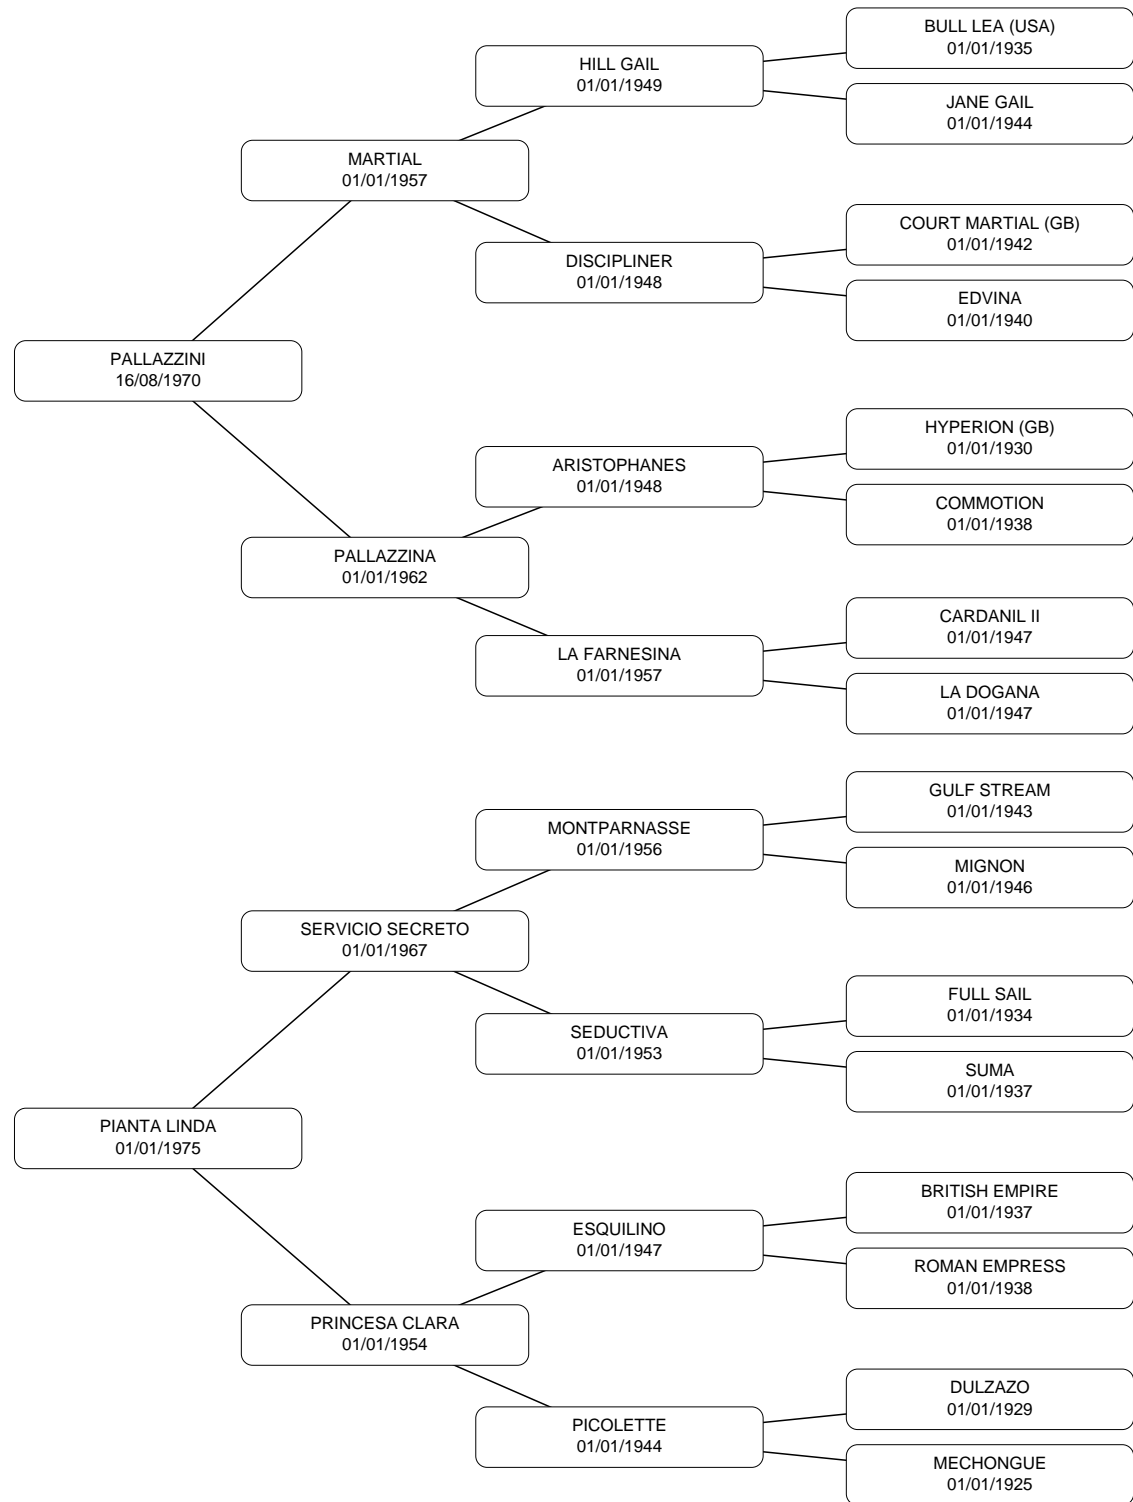 BULL LEA (USA)
01/01/1935
HILL GAIL
01/01/1949
JANE GAIL
01/01/1944
MARTIAL
01/01/1957
COURT MARTIAL (GB)
01/01/1942
DISCIPLINER
01/01/1948
EDVINA
01/01/1940
PALLAZZINI
16/08/1970
HYPERION (GB)
01/01/1930
ARISTOPHANES
01/01/1948
COMMOTION
01/01/1938
PALLAZZINA
01/01/1962
CARDANIL II
01/01/1947
LA FARNESINA
01/01/1957
LA DOGANA
01/01/1947
GULF STREAM
01/01/1943
MONTPARNASSE
01/01/1956
MIGNON
01/01/1946
SERVICIO SECRETO
01/01/1967
FULL SAIL
01/01/1934
SEDUCTIVA
01/01/1953
SUMA
01/01/1937
PIANTA LINDA
01/01/1975
BRITISH EMPIRE
01/01/1937
ESQUILINO
01/01/1947
ROMAN EMPRESS
01/01/1938
PRINCESA CLARA
01/01/1954
DULZAZO
01/01/1929
PICOLETTE
01/01/1944
MECHONGUE
01/01/1925